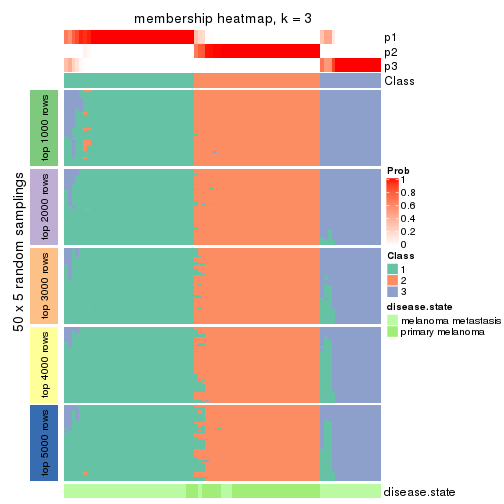 membership heatmap, k = 3
p1
p2
p3
Class
50 x 5 random samplings
top 1000 rows
top 2000 rows
top 3000 rows
top 4000 rows
top 5000 rows
Prob
1
0.8
0.6
0.4
0.2
0
Class
1
2
3
disease.state
melanoma metastasis
primary melanoma
disease.state